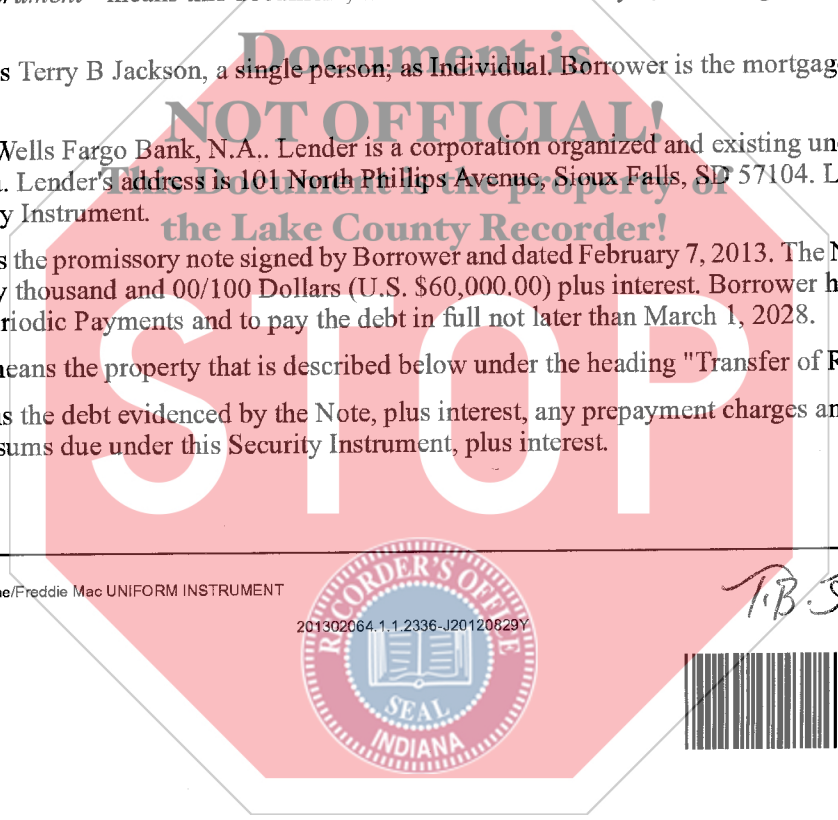 Document is
s Terry B Jackson, a single person; as Individual. Borrower is the mortgag
NOT OFFICIAL!
Wells Fargo Bank, N.A.. Lender is a corporation organized and existing un
. Lender's address is 101 North Phillips Avenue, Sioux Falls, SD 57104. L
This Document is the property of
y Instrument.
the Lake County Recorder!
s the promissory note signed by Borrower and dated February 7, 2013. The N
y thousand and 00/100 Dollars (U.S. $60,000.00) plus interest. Borrower h
riodic Payments and to pay the debt in full not later than March 1, 2028.
eans the property that is described below under the heading "Transfer of R
s the debt evidenced by the Note, plus interest, any prepayment charges an
sums due under this Security Instrument, plus interest.
STOP
e/Freddie Mac UNIFORM INSTRUMENT
T.B.
201302064.1.1.2336-J20120829Y
RECORDER'S OFFICE
SEAL
INDIANA